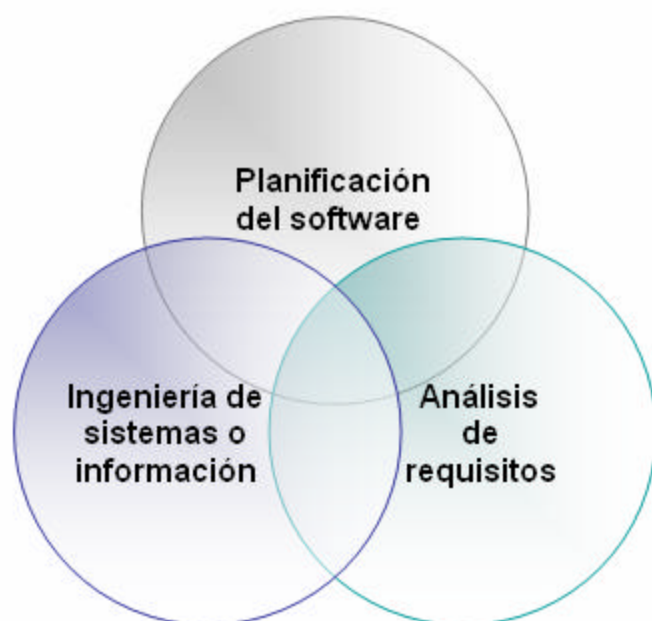 Planificación
del software
Ingeniería de
sistemas o
información
Análisis
de
requisitos